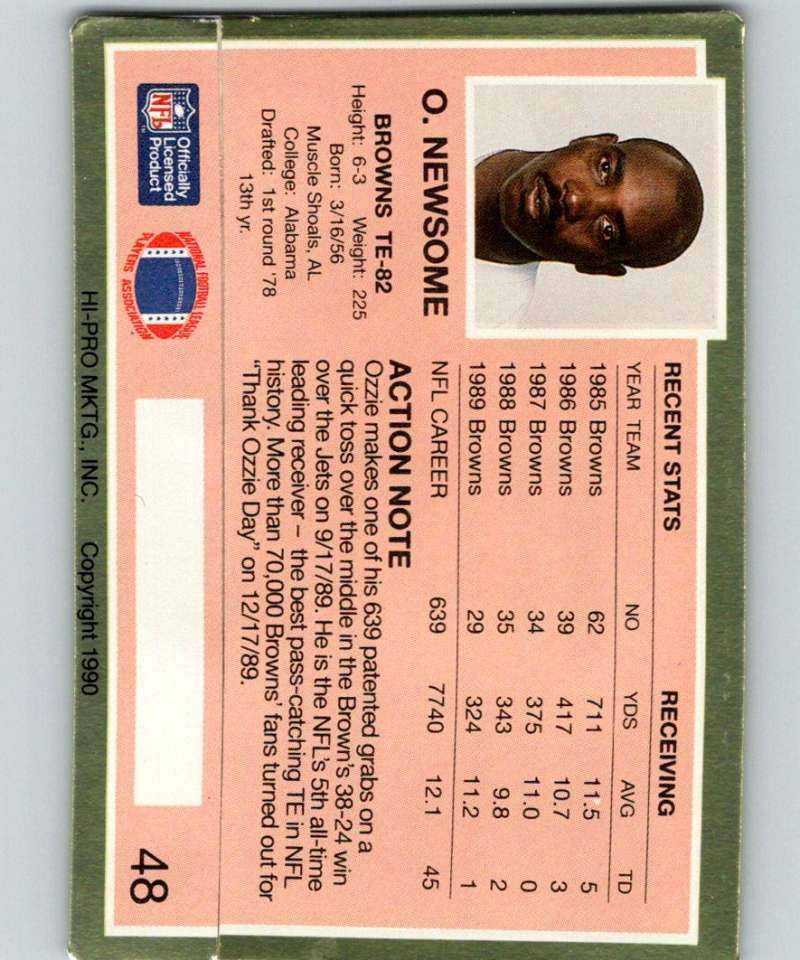 O. NEWSOME
BROWNS TE-82
Height: 6-3 Weight: 225
Born: 3/16/56
Muscle Shoals, AL
College: Alabama
Drafted: 1st round '78
13th yr.
NFL
Officially
Licensed
Product
TM
NATIONAL FOOTBALL LEAGUE
PLAYERS ASSOCIATION
RECENT STATS RECEIVING
YEAR TEAM NO YDS AVG TD
1985 Browns 62 711 11.5 5
1986 Browns 39 417 10.7 3
1987 Browns 34 375 11.0 0
1988 Browns 35 343 9.8 2
1989 Browns 29 324 11.2 1
NFL CAREER 639 7740 12.1 45
ACTION NOTE
Ozzie makes one of his 639 patented grabs on a
quick toss over the middle in the Brown's 38-24 win
over the Jets on 9/17/89. He is the NFL's 5th all-time
leading receiver – the best pass-catching TE in NFL
history. More than 70,000 Browns' fans turned out for
"Thank Ozzie Day" on 12/17/89.
48
HI-PRO MKTG., INC. Copyright 1990